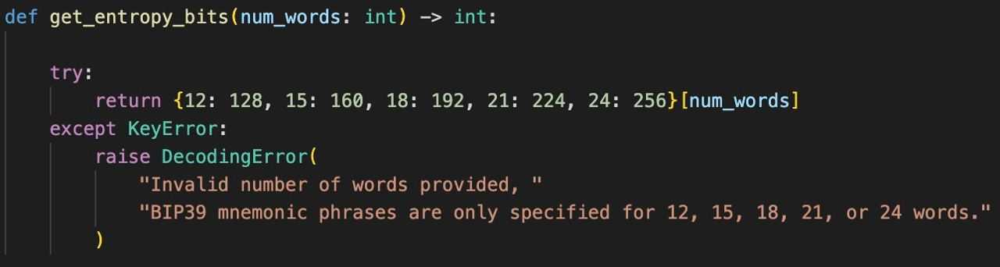 def get_entropy_bits(num_words: int) -> int:
    try:
        return {12: 128, 15: 160, 18: 192, 21: 224, 24: 256}[num_words]
    except KeyError:
        raise DecodingError(
            "Invalid number of words provided, "
            "BIP39 mnemonic phrases are only specified for 12, 15, 18, 21, or 24 words."
        )